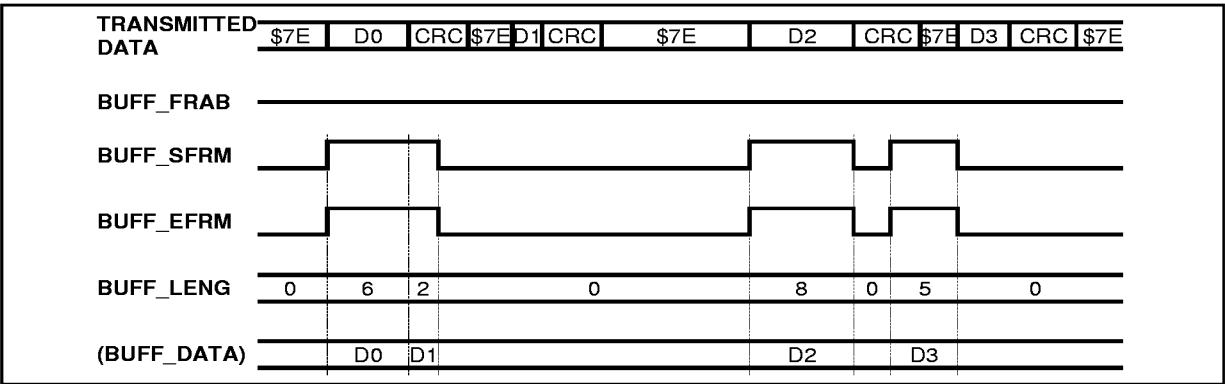 TRANSMITTED DATA $7E D0 CRC $7E D1 CRC $7E D2 CRC $7E D3 CRC $7E
BUFF_FRAB
BUFF_SFRM
BUFF_EFRM
BUFF_LENG 0 6 2 0 8 0 5 0
(BUFF_DATA) D0 D1 D2 D3